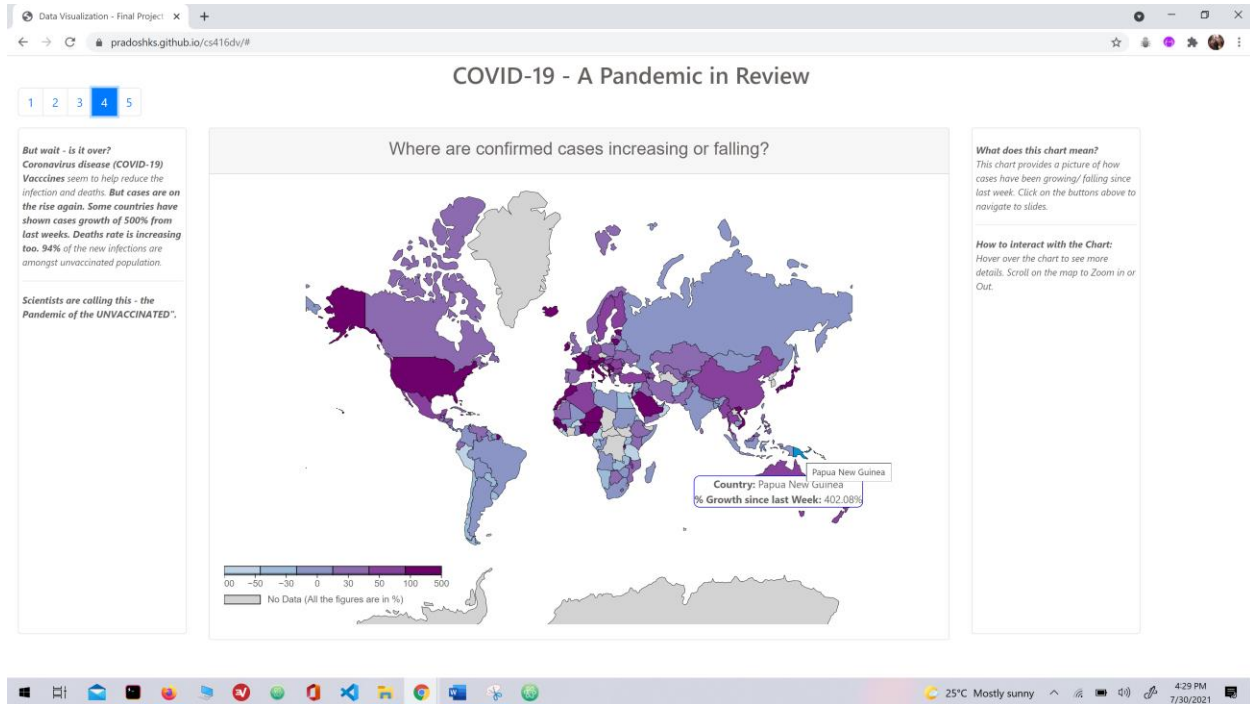 Data Visualization - Final Project
pradoshks.github.io/cs416dv/#
COVID-19 - A Pandemic in Review
1 2 3 4 5
But wait - is it over?
Coronavirus disease (COVID-19)
Vacccines seem to help reduce the
infection and deaths. But cases are on
the rise again. Some countries have
shown cases growth of 500% from
last weeks. Deaths rate is increasing
too. 94% of the new infections are
amongst unvaccinated population.
Scientists are calling this - the
Pandemic of the UNVACCINATED".
Where are confirmed cases increasing or falling?
Papua New Guinea
Country: Papua New Guinea
% Growth since last Week: 402.08%
00 −50 −30 0 30 50 100 500
No Data (All the figures are in %)
What does this chart mean?
This chart provides a picture of how
cases have been growing/ falling since
last week. Click on the buttons above to
navigate to slides.
How to interact with the Chart:
Hover over the chart to see more
details. Scroll on the map to Zoom in or
Out.
25°C Mostly sunny
4:29 PM
7/30/2021